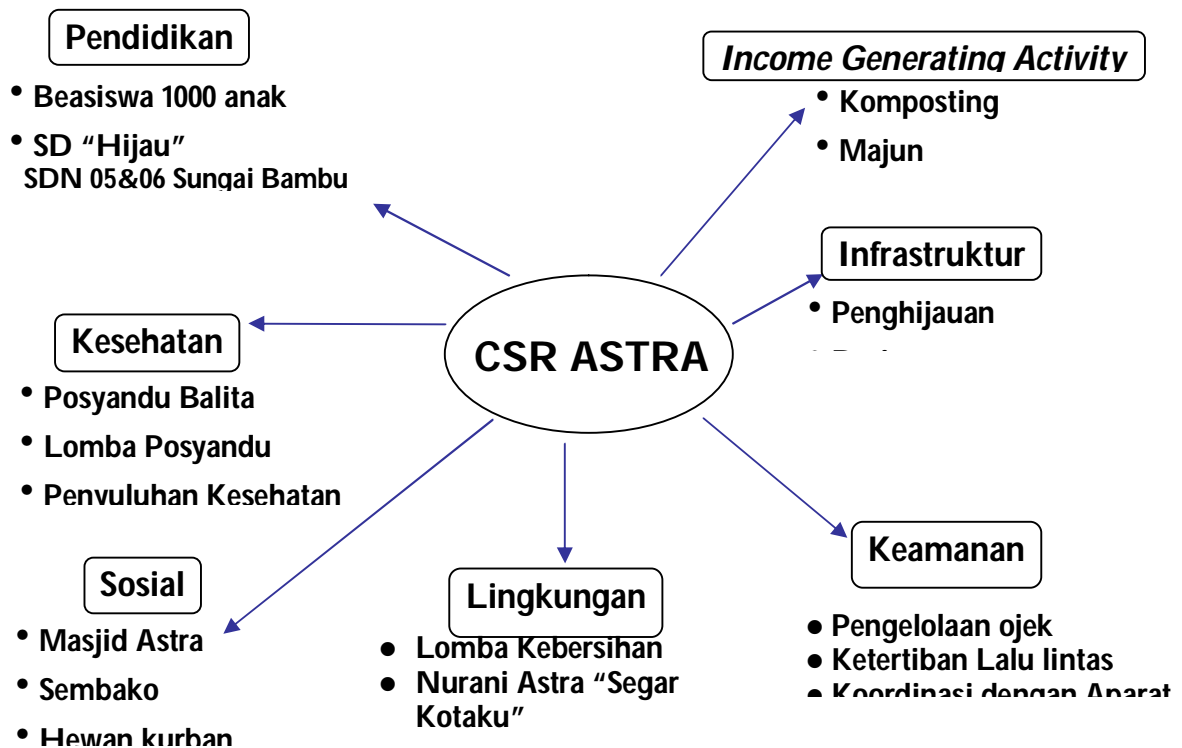 Pendidikan
• Beasiswa 1000 anak
• SD “Hijau”
SDN 05&06 Sungai Bambu
Income Generating Activity
• Komposting
• Majun
Infrastruktur
• Penghijauan
Kesehatan
• Posyandu Balita
• Lomba Posyandu
• Penyuluhan Kesehatan
CSR ASTRA
Sosial
• Masjid Astra
• Sembako
• Hewan kurban
Lingkungan
● Lomba Kebersihan
● Nurani Astra “Segar
Kotaku”
Keamanan
● Pengelolaan ojek
● Ketertiban Lalu lintas
● Koordinasi dengan Aparat